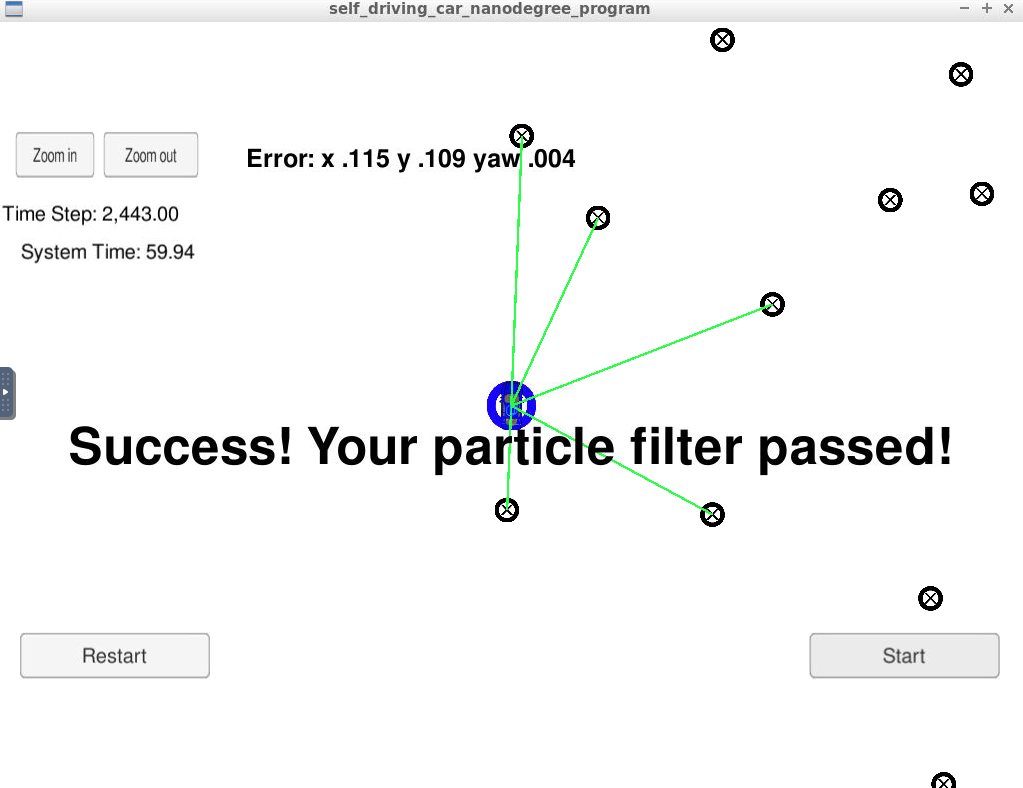 self_driving_car_nanodegree_program
Zoom in
Zoom out
Error: x .115 y .109 yaw .004
Time Step: 2,443.00
System Time: 59.94
Success! Your particle filter passed!
Restart
Start